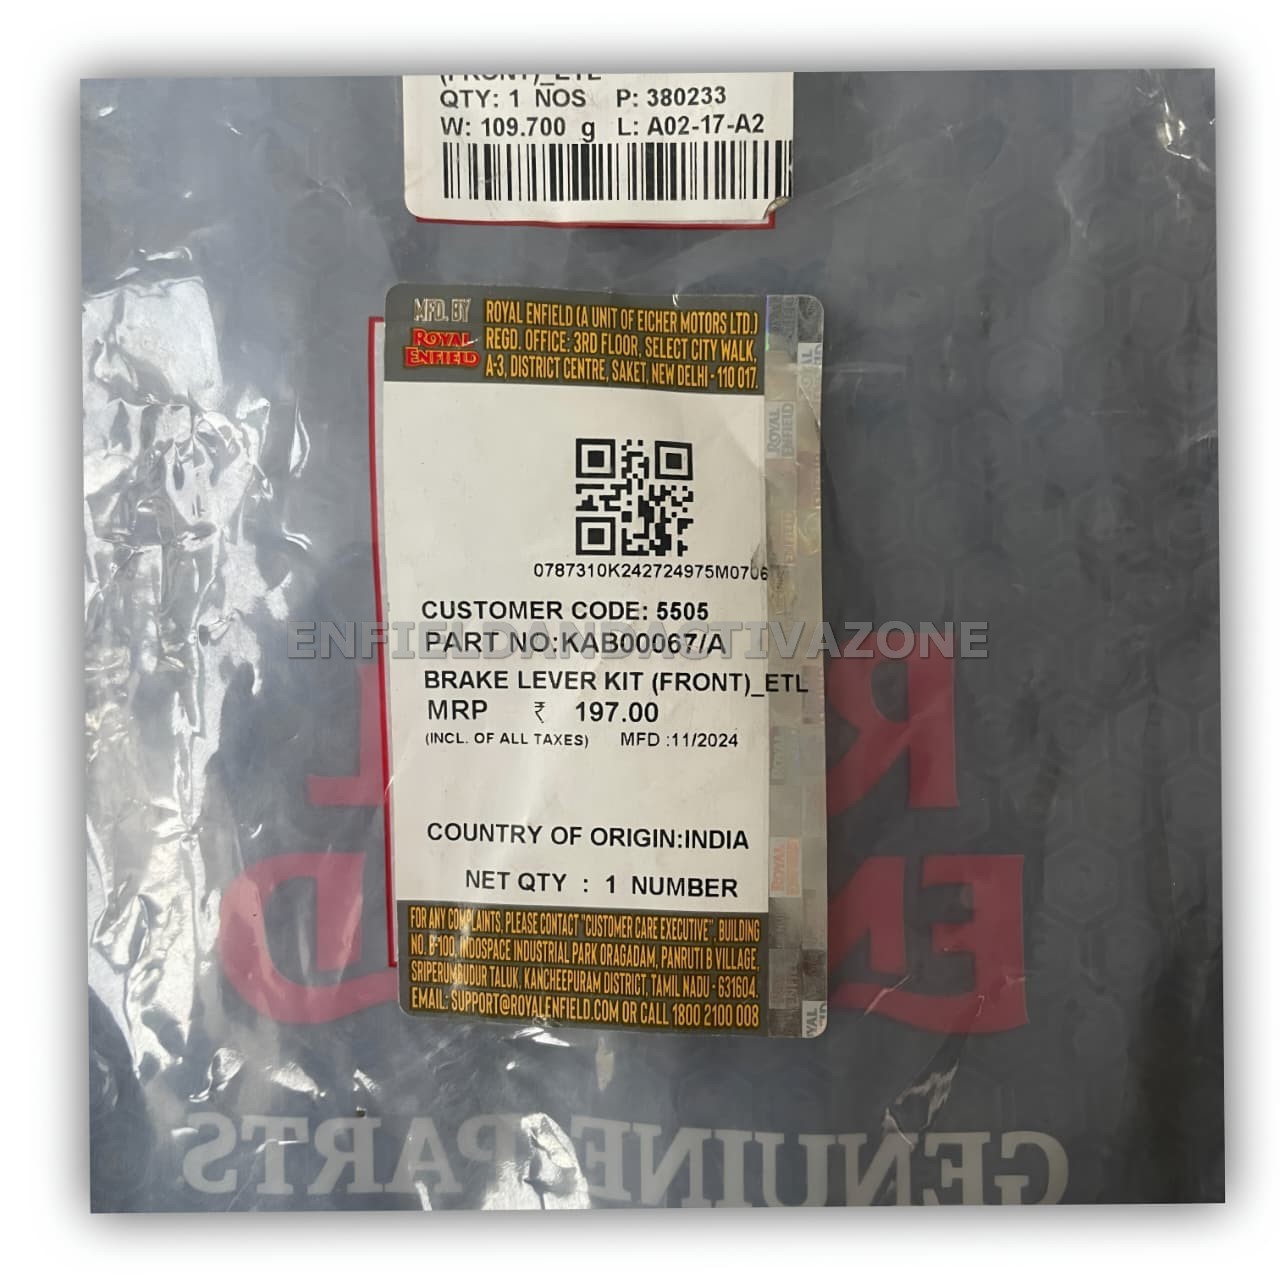 (FRONT)_ETL
QTY: 1 NOS P: 380233
W: 109.700 g L: A02-17-A2
MFD. BY
ROYAL
ENFIELD
ROYAL ENFIELD (A UNIT OF EICHER MOTORS LTD.)
REGD. OFFICE: 3RD FLOOR, SELECT CITY WALK,
A-3, DISTRICT CENTRE, SAKET, NEW DELHI - 110 017.
ROYAL
ENFIELD
0787310K242724975M0706
CUSTOMER CODE: 5505
ENFIELDANDACTIVAZONE
PART NO:KAB00067/A
BRAKE LEVER KIT (FRONT)_ETL
MRP ₹ 197.00
(INCL. OF ALL TAXES) MFD :11/2024
COUNTRY OF ORIGIN:INDIA
NET QTY : 1 NUMBER
FOR ANY COMPLAINTS, PLEASE CONTACT "CUSTOMER CARE EXECUTIVE", BUILDING
NO. B-100, INDOSPACE INDUSTRIAL PARK ORAGADAM, PANRUTI B VILLAGE,
SRIPERUMBUDUR TALUK, KANCHEEPURAM DISTRICT, TAMIL NADU - 631604.
EMAIL: SUPPORT@ROYALENFIELD.COM OR CALL 1800 2100 008
GENUINE PARTS